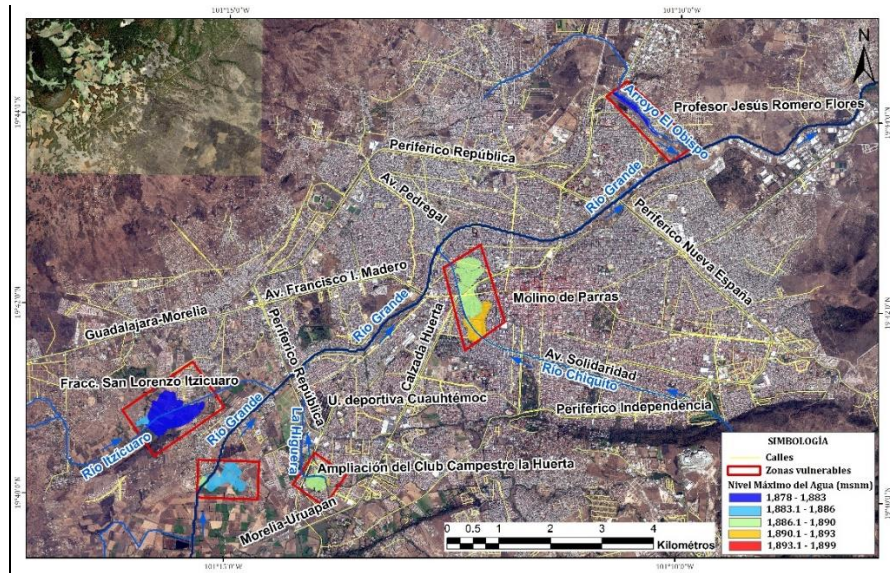 101°15'0"W
101°10'0"W
N
Arroyo El Obispo
Profesor Jesús Romero Flores
Periférico República
Río Grande
Av. Pedregal
Periférico Nueva España
Av. Francisco I. Madero
Molino de Parras
Guadalajara-Morelia
Río Grande
Periférico República
Calzada Huerta
Av. Solidaridad
Río Chiquito
Fracc. San Lorenzo Itzicuaro
U. deportiva Cuauhtémoc
Periferico Independencia
Río Itzicuaro
Río Grande
La Higuera
Ampliación del Club Campestre la Huerta
Morelia-Uruapan
0 0.5 1 2 3 4
Kilométros
SIMBOLOGÍA
Calles
Zonas vulnerables
Nivel Máximo del Agua (msnm)
1,878 - 1,883
1,883.1 - 1,886
1,886.1 - 1,890
1,890.1 - 1,893
1,893.1 - 1,899
101°15'0"W
101°10'0"W